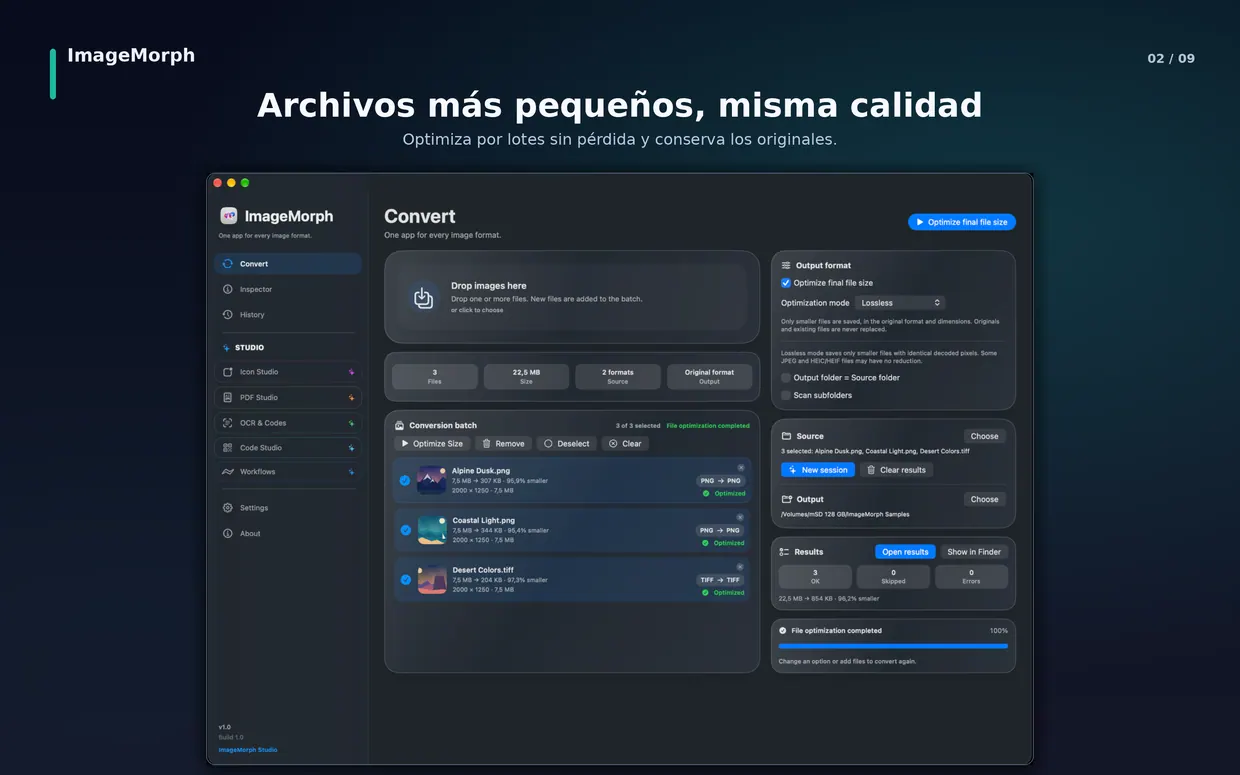 ImageMorph
02 / 09
Archivos más pequeños, misma calidad
Optimiza por lotes sin pérdida y conserva los originales.
ImageMorph
One app for every image format.
Convert
Inspector
History
STUDIO
Icon Studio
PDF Studio
OCR & Codes
Code Studio
Workflows
Settings
About
v1.0
Build 1.0
ImageMorph Studio
Convert
One app for every image format.
Optimize final file size
Drop images here
Drop one or more files. New files are added to the batch.
or click to choose
3
Files
22,5 MB
Size
2 formats
Source
Original format
Output
Conversion batch
3 of 3 selected File optimization completed
Optimize Size Remove Deselect Clear
Alpine Dusk.png
7,5 MB → 307 KB · 95,9% smaller
2000 × 1250 · 7,5 MB
PNG → PNG
Optimized
Coastal Light.png
7,5 MB → 344 KB · 95,4% smaller
2000 × 1250 · 7,5 MB
PNG → PNG
Optimized
Desert Colors.tiff
7,5 MB → 204 KB · 97,3% smaller
2000 × 1250 · 7,5 MB
TIFF → TIFF
Optimized
Output format
Optimize final file size
Optimization mode Lossless
Only smaller files are saved, in the original format and dimensions. Originals
and existing files are never replaced.
Lossless mode saves only smaller files with identical decoded pixels. Some
JPEG and HEIC/HEIF files may have no reduction.
Output folder = Source folder
Scan subfolders
Source Choose
3 selected: Alpine Dusk.png, Coastal Light.png, Desert Colors.tiff
New session Clear results
Output Choose
/Volumes/mSD 128 GB/ImageMorph Samples
Results Open results Show in Finder
3
OK
0
Skipped
0
Errors
22,5 MB → 854 KB · 96,2% smaller
File optimization completed 100%
Change an option or add files to convert again.